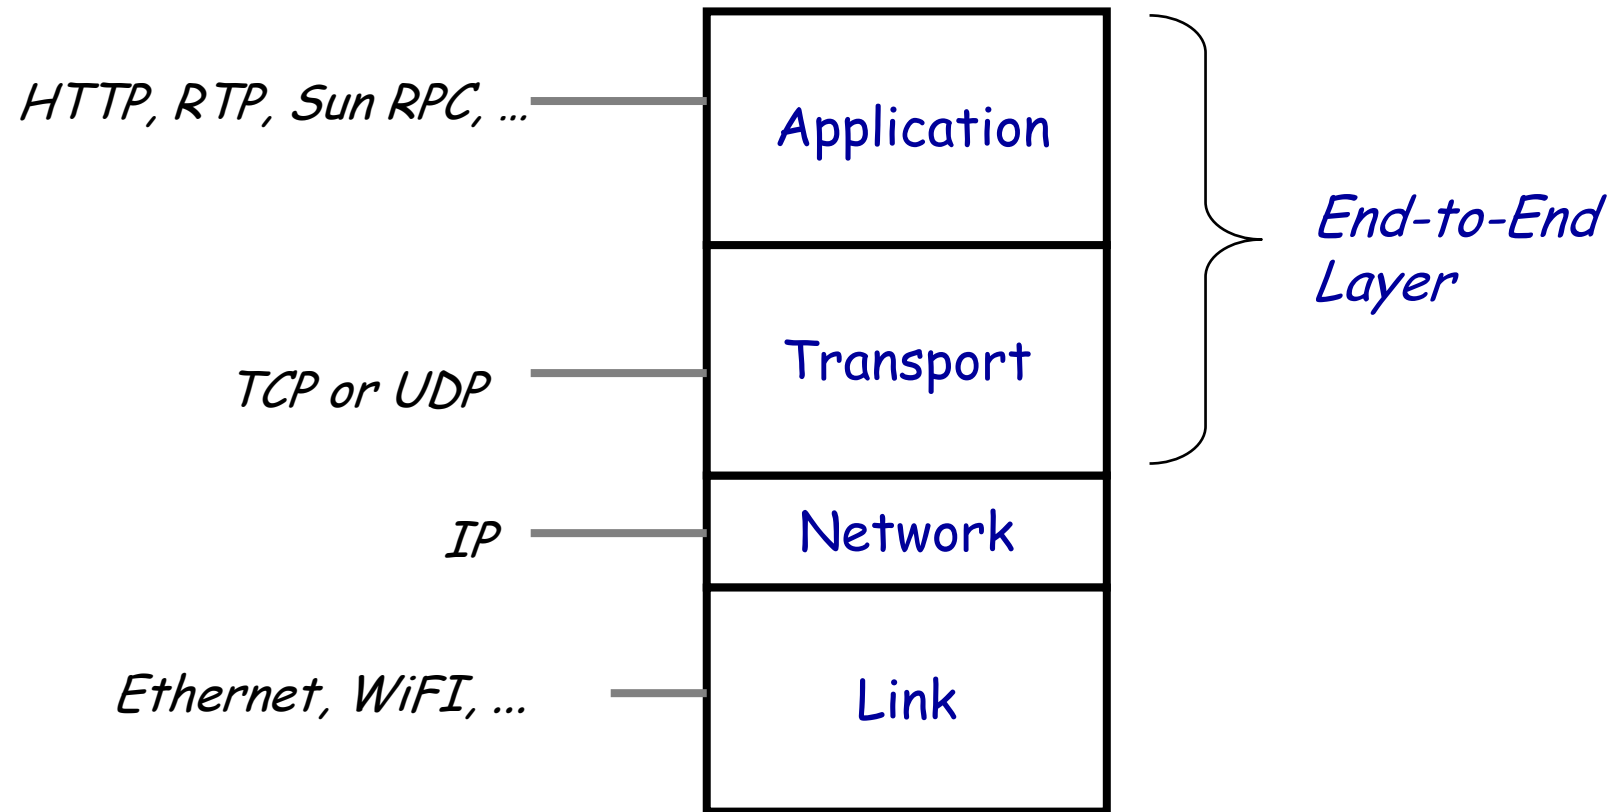 HTTP, RTP, Sun RPC, ...
Application
End-to-End
Layer
Transport
TCP or UDP
Network
IP
Link
Ethernet, WiFI, ...